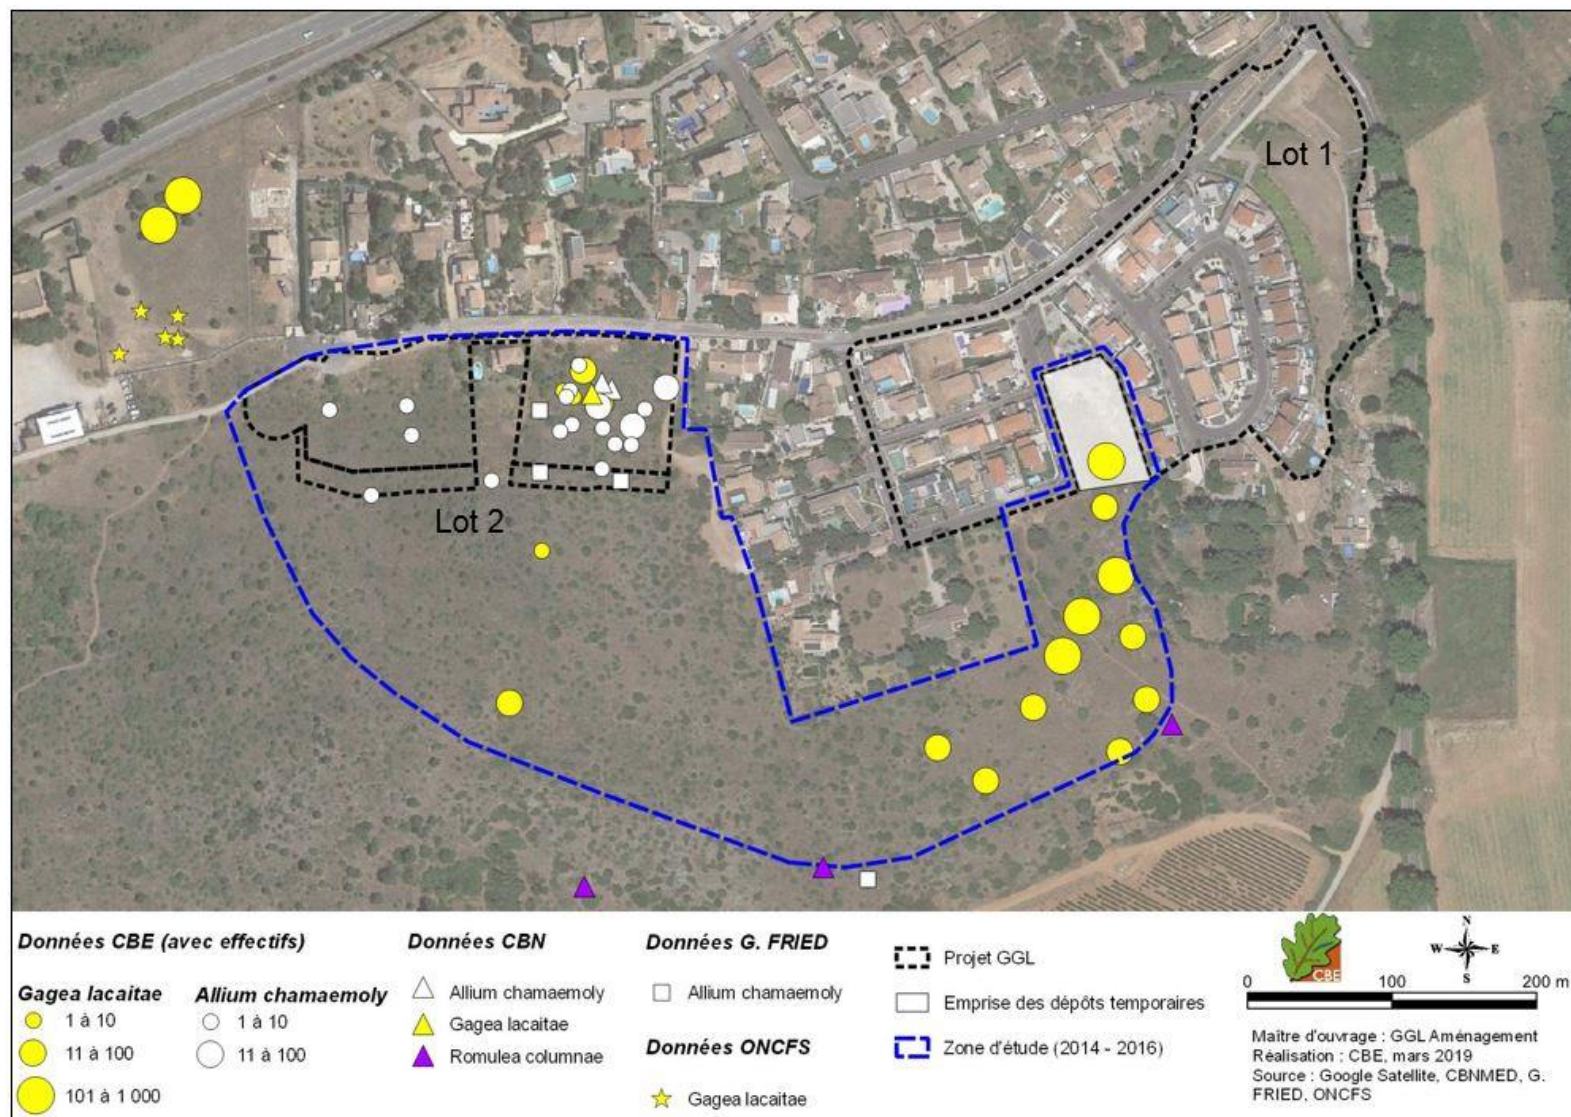 Lot 1
Lot 2
Données CBE (avec effectifs)
Gagea lacaitae
1 à 10
11 à 100
101 à 1 000
Allium chamaemoly
1 à 10
11 à 100
Données CBN
Allium chamaemoly
Gagea lacaitae
Romulea columnae
Données G. FRIED
Allium chamaemoly
Données ONCFS
Gagea lacaitae
Projet GGL
Emprise des dépôts temporaires
Zone d'étude (2014 - 2016)
CBE
N
W E
S
0 100 200 m
Maître d'ouvrage : GGL Aménagement
Réalisation : CBE, mars 2019
Source : Google Satellite, CBNMED, G.
FRIED, ONCFS